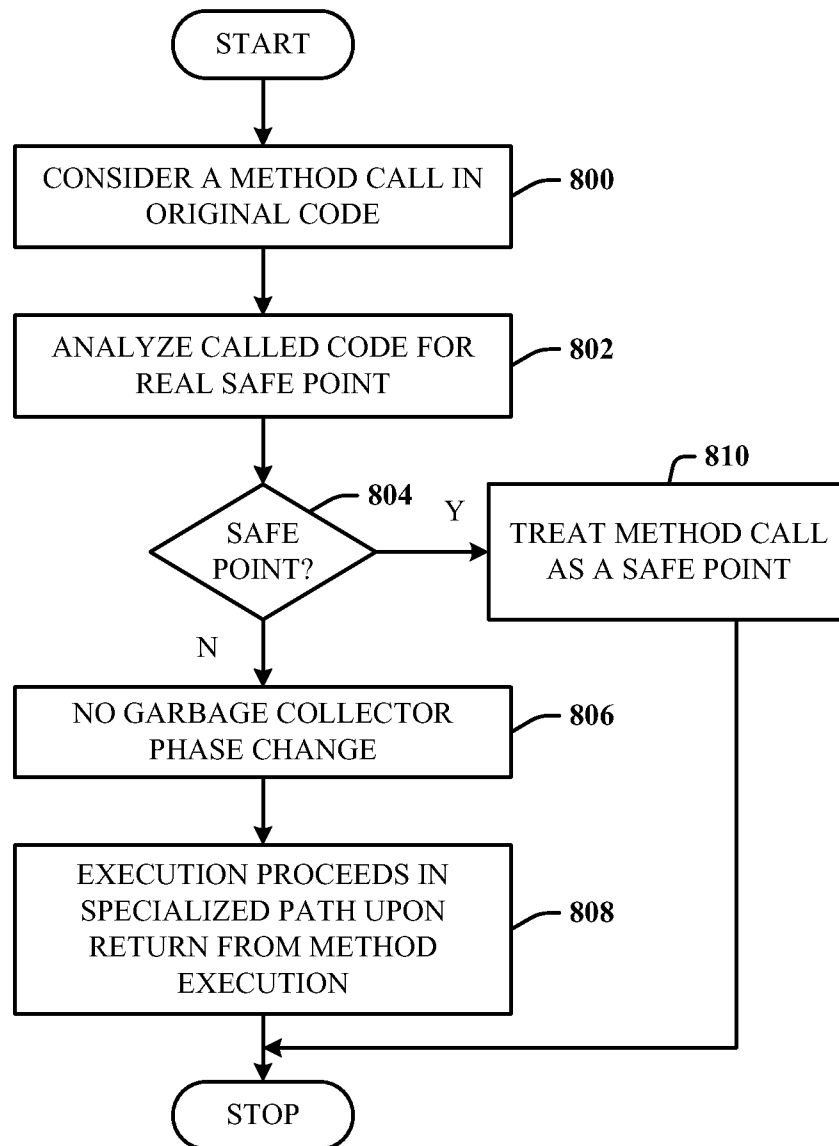 START
CONSIDER A METHOD CALL IN
ORIGINAL CODE
800
ANALYZE CALLED CODE FOR
REAL SAFE POINT
802
SAFE
POINT?
804
Y
810
TREAT METHOD CALL
AS A SAFE POINT
N
NO GARBAGE COLLECTOR
PHASE CHANGE
806
EXECUTION PROCEEDS IN
SPECIALIZED PATH UPON
RETURN FROM METHOD
EXECUTION
808
STOP